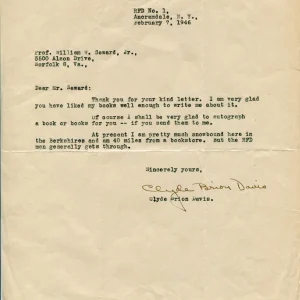 RFD No. 1,
Ancramdale, N. Y.,
February 7, 1946
Prof. William W. Seward, Jr.,
5600 Alson Drive,
Norfolk 8, Va.,
Dear Mr. Seward:
Thank you for your kind letter. I am very glad
you have liked my books well enough to write me about it.
Of course I shall be very glad to autograph
a book or books for you -- if you send them to me.
At present I am pretty much snowbound here in
the Berkshires and am 40 miles from a bookstore. But the RFD
men generally gets through.
Sincerely yours,
Clyde Brion Davis
Clyde Brion Davis.